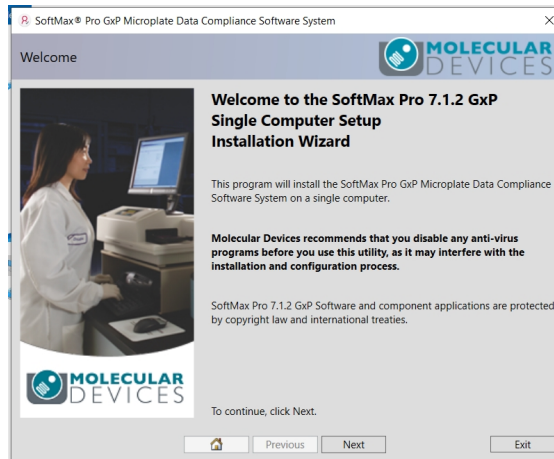 SoftMax® Pro GxP Microplate Data Compliance Software System
Welcome
MOLECULAR
DEVICES
Welcome to the SoftMax Pro 7.1.2 GxP
Single Computer Setup
Installation Wizard
This program will install the SoftMax Pro GxP Microplate Data Compliance
Software System on a single computer.
Molecular Devices recommends that you disable any anti-virus
programs before you use this utility, as it may interfere with the
installation and configuration process.
SoftMax Pro 7.1.2 GxP Software and component applications are protected
by copyright law and international treaties.
MOLECULAR
DEVICES
To continue, click Next.
Previous
Next
Exit